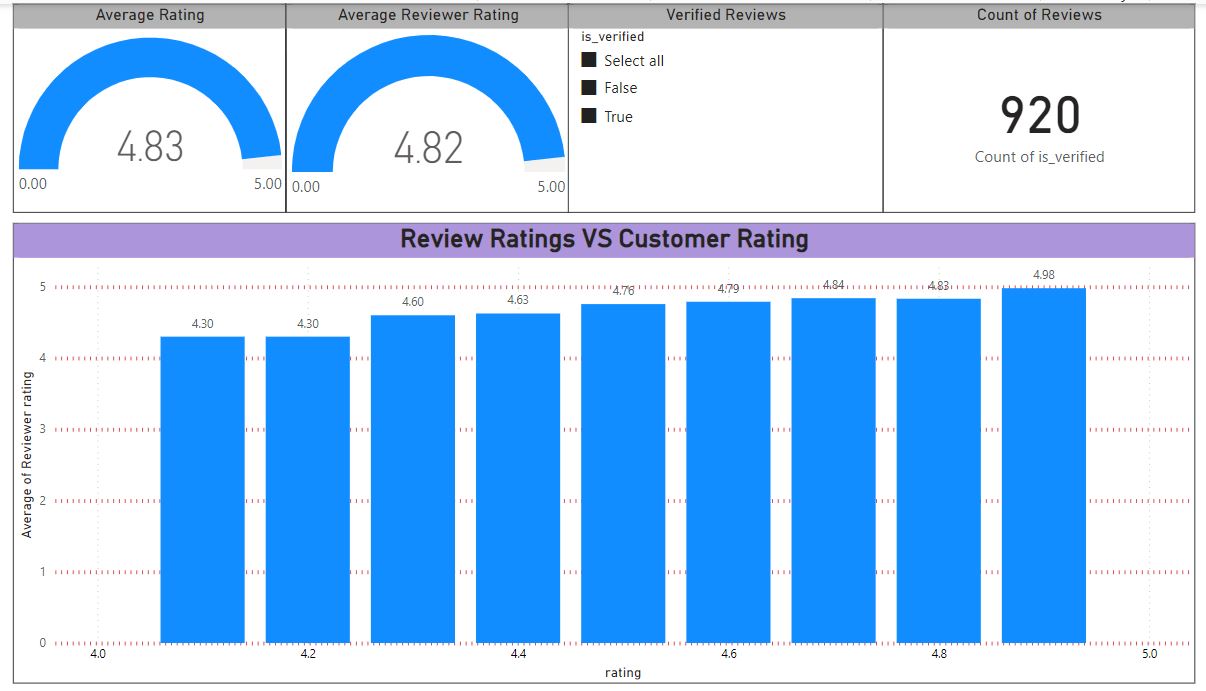 Average Rating
4.83
0.00
5.00
Average Reviewer Rating
4.82
0.00
5.00
Verified Reviews
is_verified
Select all
False
True
Count of Reviews
920
Count of is_verified
Review Ratings VS Customer Rating
Average of Reviewer rating
5
4
3
2
1
0
4.30
4.30
4.60
4.63
4.76
4.79
4.84
4.83
4.98
4.0
4.2
4.4
4.6
4.8
5.0
rating